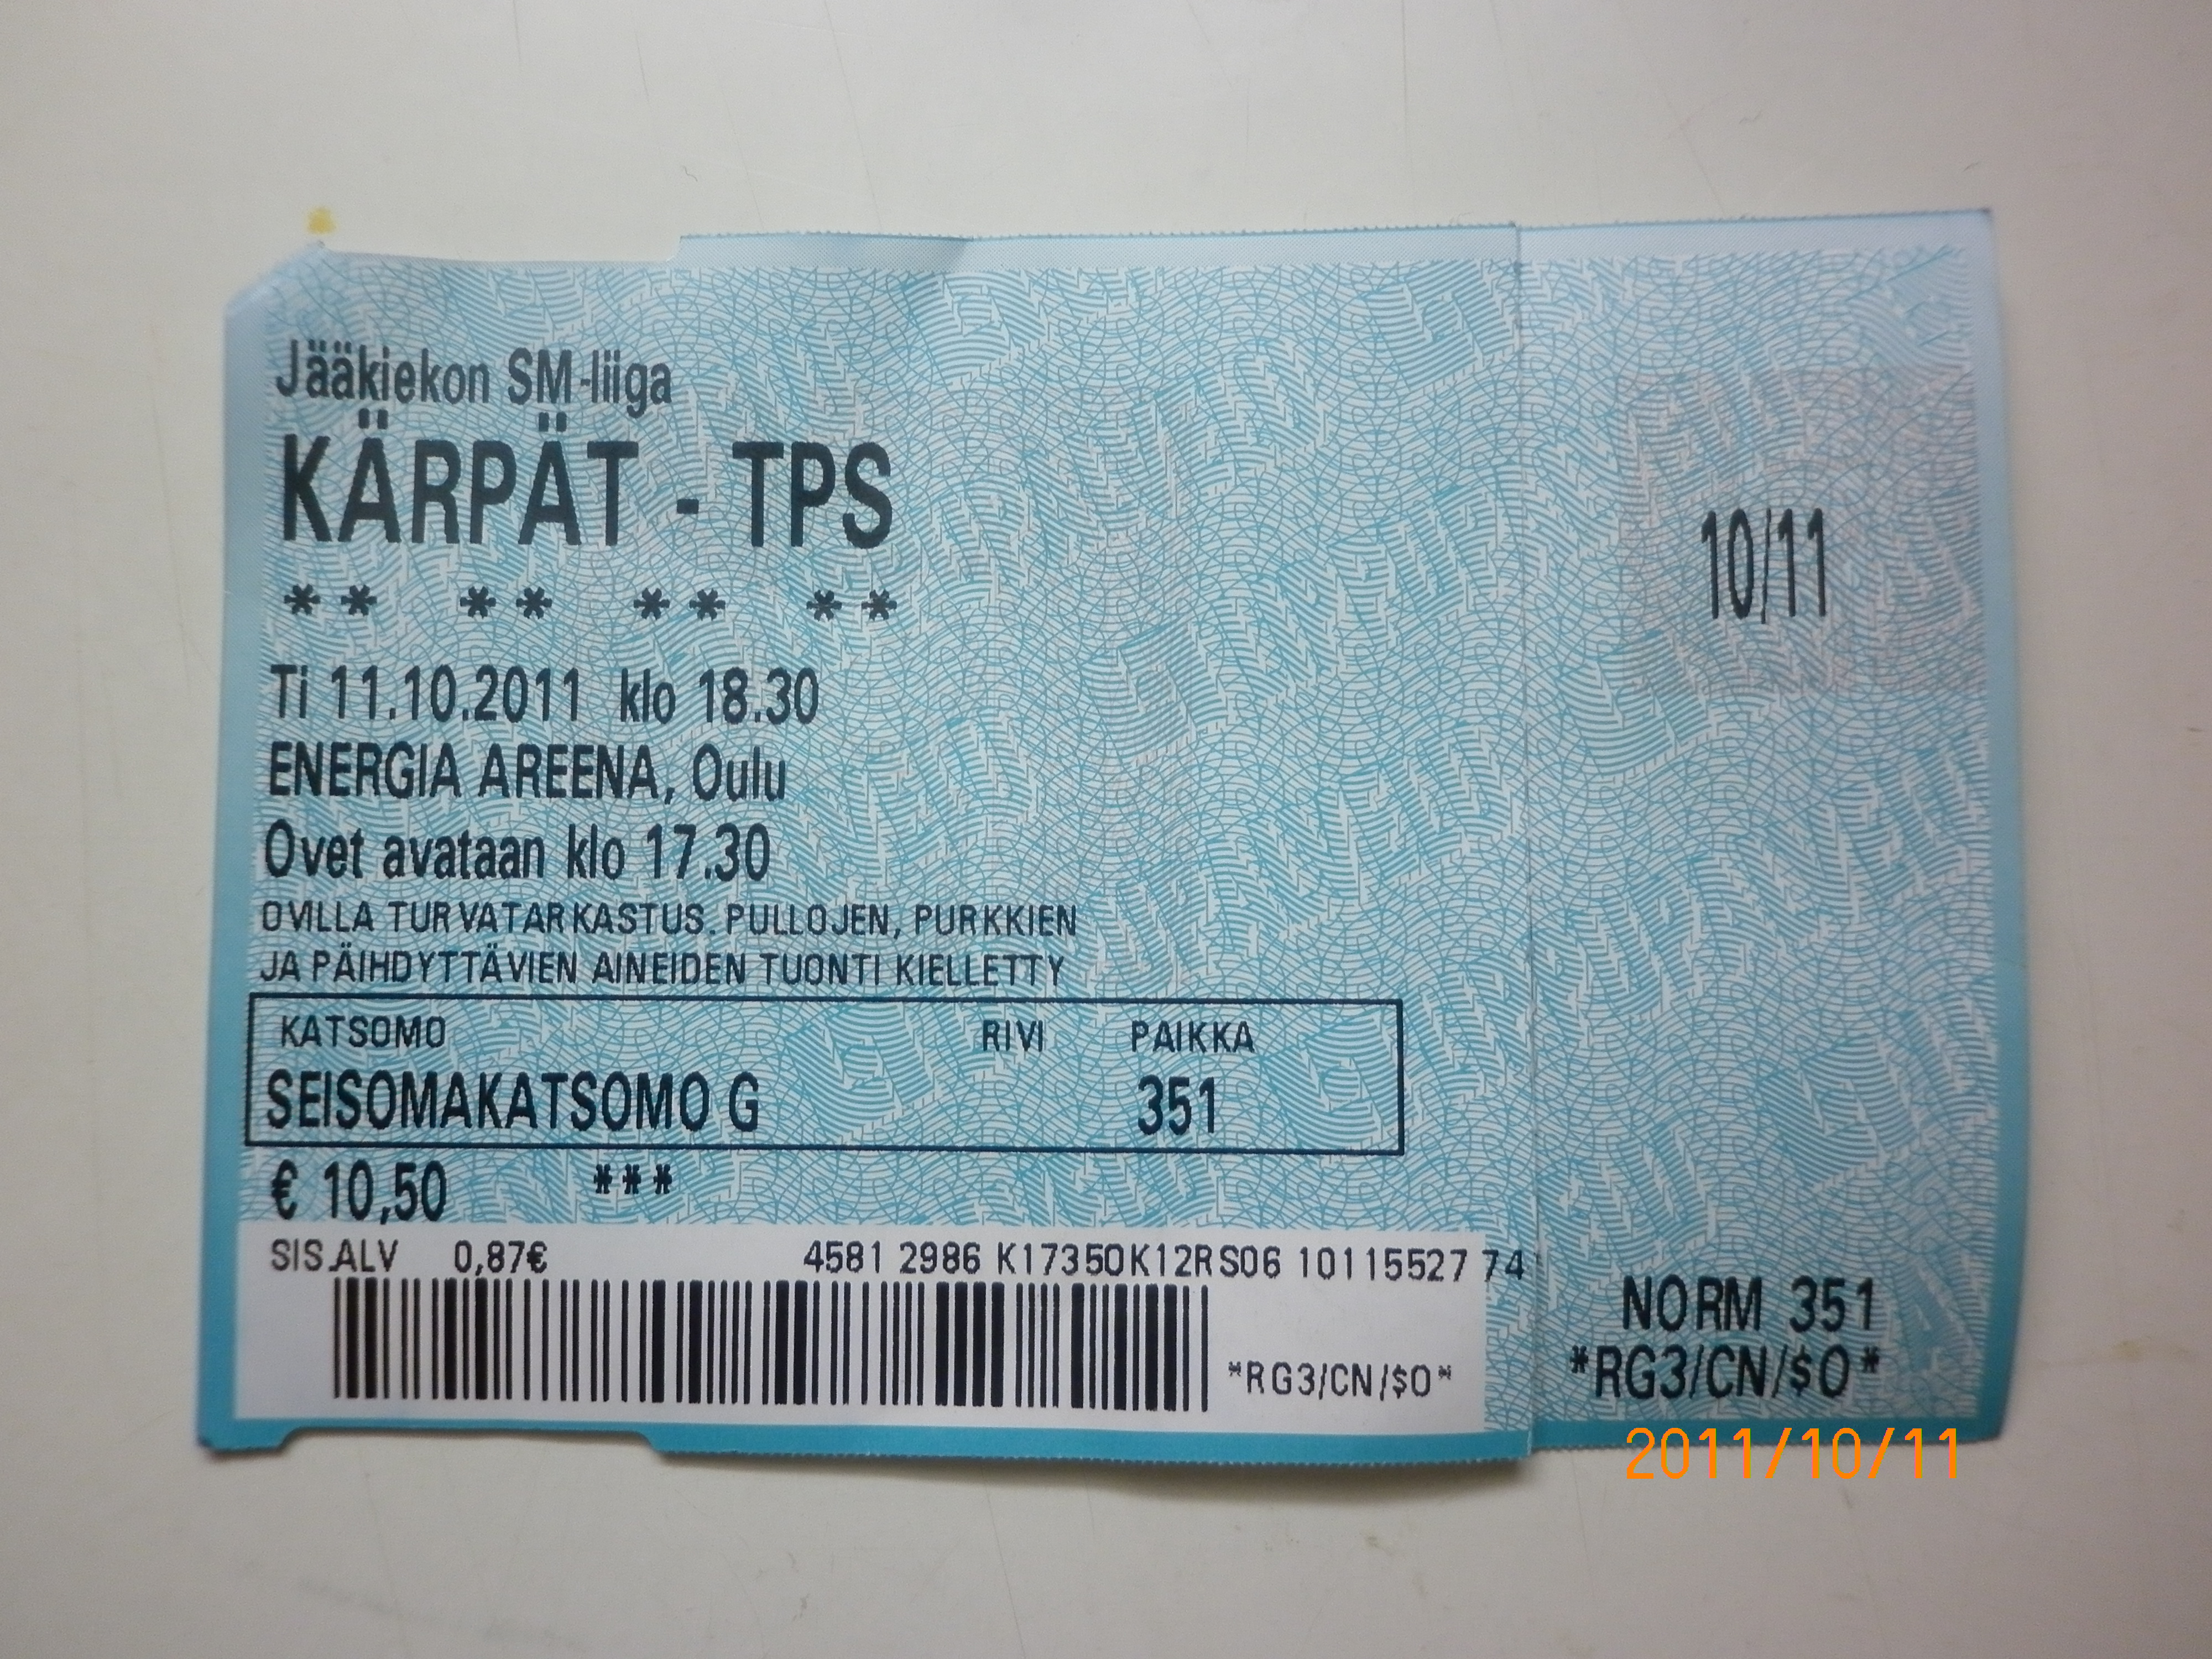 Jääkiekon SM-liiga
KÄRPÄT - TPS
** ** ** **
10/11
Ti 11.10.2011 klo 18.30
ENERGIA AREENA, Oulu
Ovet avataan klo 17.30
OVILLA TURVATARKASTUS. PULLOJEN, PURKKIEN
JA PÄIHDYTTÄVIEN AINEIDEN TUONTI KIELLETTY
KATSOMO RIVI PAIKKA
SEISOMAKATSOMO G 351
€ 10,50 ***
SIS.ALV 0,87€ 4581 2986 K17350K12RS06 10115527 74
*RG3/CN/$0*
NORM 351
*RG3/CN/$0*
2011/10/11